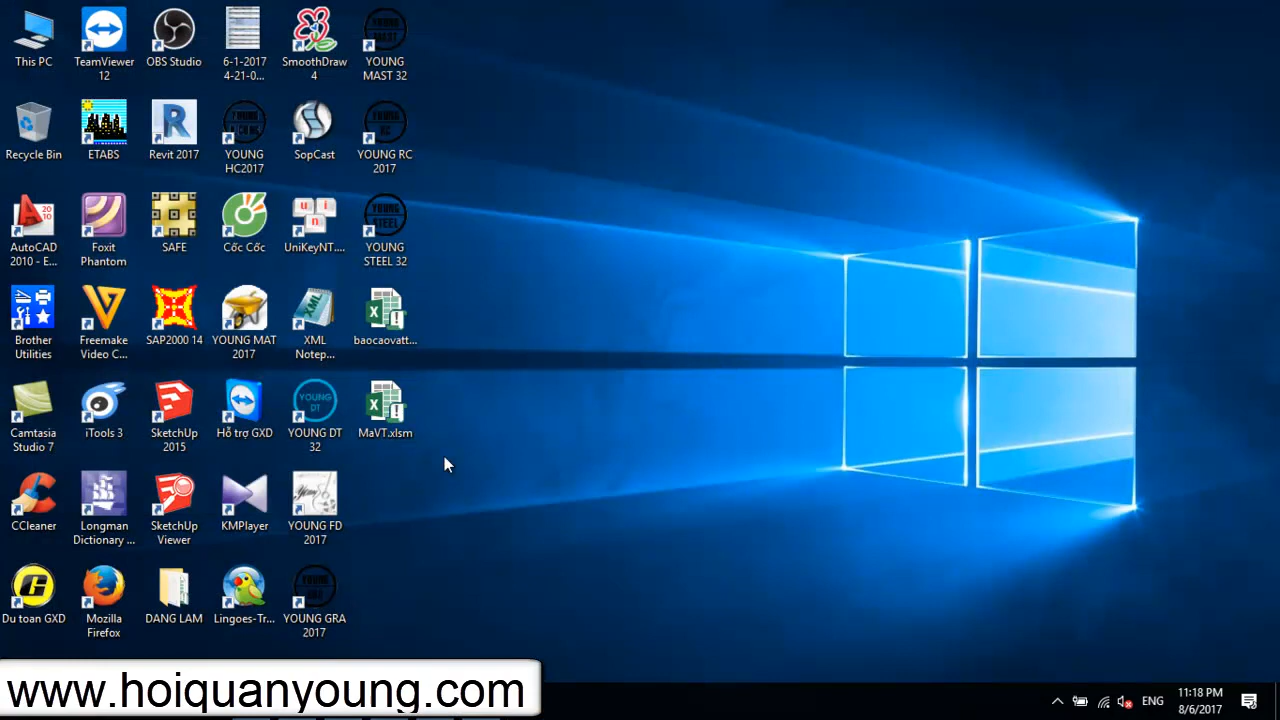 This PC
TeamViewer
12
OBS Studio
6-1-2017
4-21-0...
SmoothDraw
4
YOUNG
MAST 32
Recycle Bin
ETABS
Revit 2017
YOUNG
HC2017
SopCast
YOUNG RC
2017
AutoCAD
2010 - E...
Foxit
Phantom
SAFE
Cốc Cốc
UniKeyNT....
YOUNG
STEEL 32
Brother
Utilities
Freemake
Video C...
SAP2000 14
YOUNG MAT
2017
XML
Notep...
baocaovatt...
Camtasia
Studio 7
iTools 3
SketchUp
2015
Hỗ trợ GXD
YOUNG DT
32
MaVT.xlsm
CCleaner
Longman
Dictionary ...
SketchUp
Viewer
KMPlayer
YOUNG FD
2017
Du toan GXD
Mozilla
Firefox
DANG LAM
Lingoes-Tr...
YOUNG GRA
2017
www.hoiquanyoung.com
ENG
11:18 PM
8/6/2017